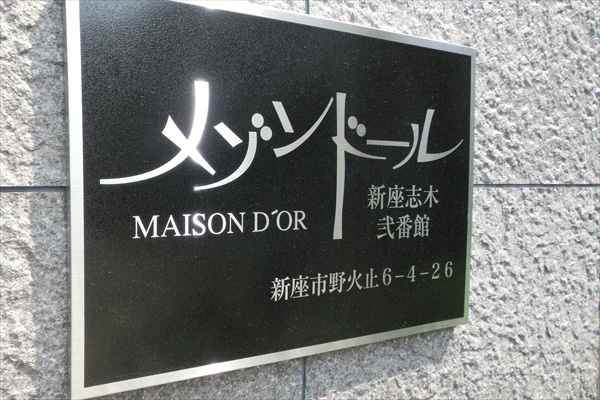 メゾンドール
MAISON D'OR
新座志木
弐番館
新座市野火止6-4-26